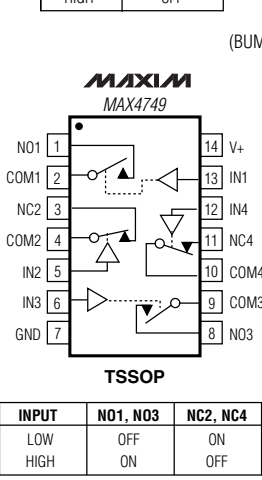 HIGH OFF
(BUM
MAXIM
MAX4749
NO1 1 14 V+
COM1 2 13 IN1
NC2 3 12 IN4
COM2 4 11 NC4
IN2 5 10 COM4
IN3 6 9 COM3
GND 7 8 NO3
TSSOP
INPUT NO1, NO3 NC2, NC4
LOW OFF ON
HIGH ON OFF